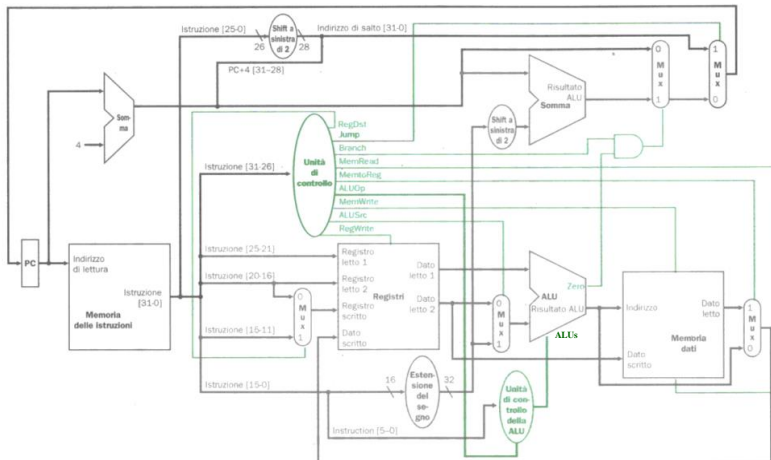 Istruzione [25-0]
26
Shift a
sinistra
di 2
28
Indirizzo di salto [31-0]
PC+4 [31–28]
4
Som-
ma
Shift a
sinistra
di 2
Somma
Risultato
ALU
0
Mux
1
1
Mux
0
RegDst
Jump
Branch
MemRead
MemtoReg
ALUOp
MemWrite
ALUSrc
RegWrite
Unità
di
controllo
Istruzione [31-26]
PC
Indirizzo
di lettura
Istruzione
[31-0]
Memoria
delle istruzioni
Istruzione [25-21]
Istruzione [20-16]
Istruzione [15-11]
Istruzione [15-0]
0
Mux
1
Registro
letto 1
Registro
letto 2
Registro
scritto
Dato
scritto
Registri
Dato
letto 1
Dato
letto 2
0
Mux
1
Zero
ALU
Risultato ALU
ALUs
Indirizzo
Dato
letto
Memoria
dati
Dato
scritto
1
Mux
0
16
Estensione
del
segno
32
Instruction [5–0]
Unità
di con-
trollo
della
ALU